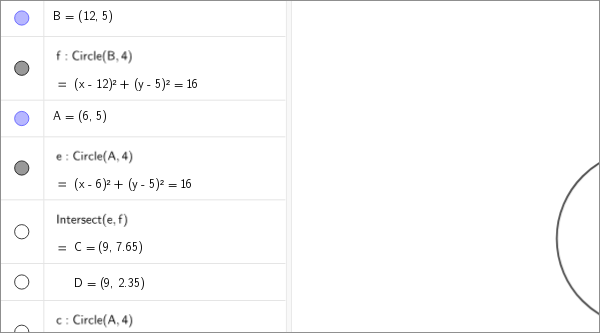 B = (12, 5)
f : Circle(B, 4)
= (x - 12)² + (y - 5)² = 16
A = (6, 5)
e : Circle(A, 4)
= (x - 6)² + (y - 5)² = 16
Intersect(e, f)
= C = (9, 7.65)
D = (9, 2.35)
c : Circle(A, 4)